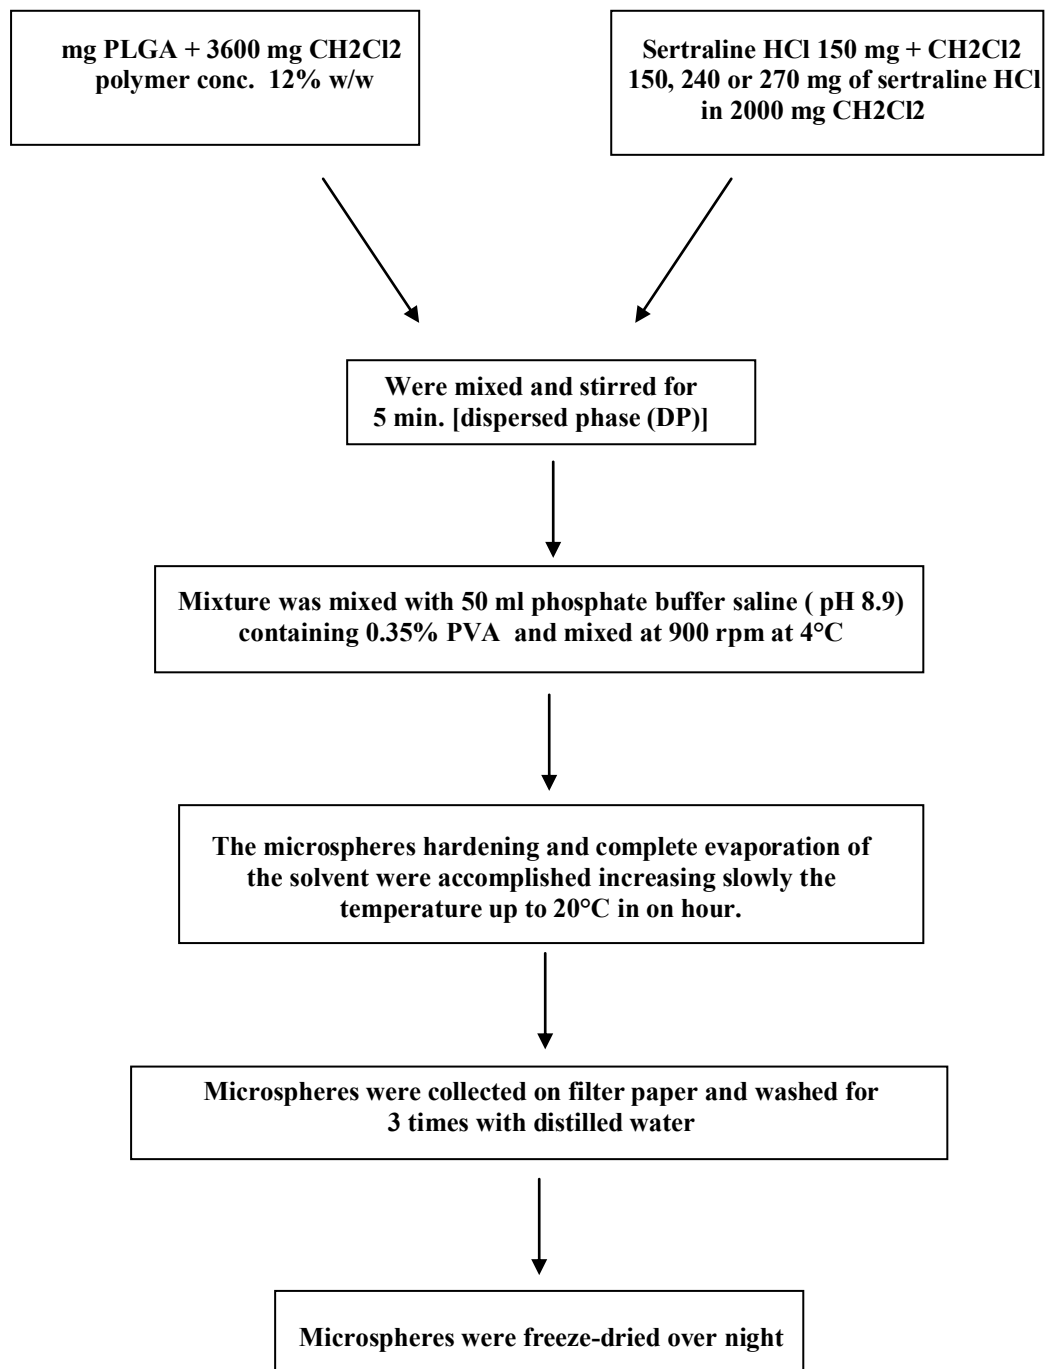 mg PLGA + 3600 mg CH2Cl2
polymer conc. 12% w/w
Sertraline HCl 150 mg + CH2Cl2
150, 240 or 270 mg of sertraline HCl
in 2000 mg CH2Cl2
Were mixed and stirred for
5 min. [dispersed phase (DP)]
Mixture was mixed with 50 ml phosphate buffer saline ( pH 8.9)
containing 0.35% PVA and mixed at 900 rpm at 4°C
The microspheres hardening and complete evaporation of
the solvent were accomplished increasing slowly the
temperature up to 20°C in on hour.
Microspheres were collected on filter paper and washed for
3 times with distilled water
Microspheres were freeze-dried over night